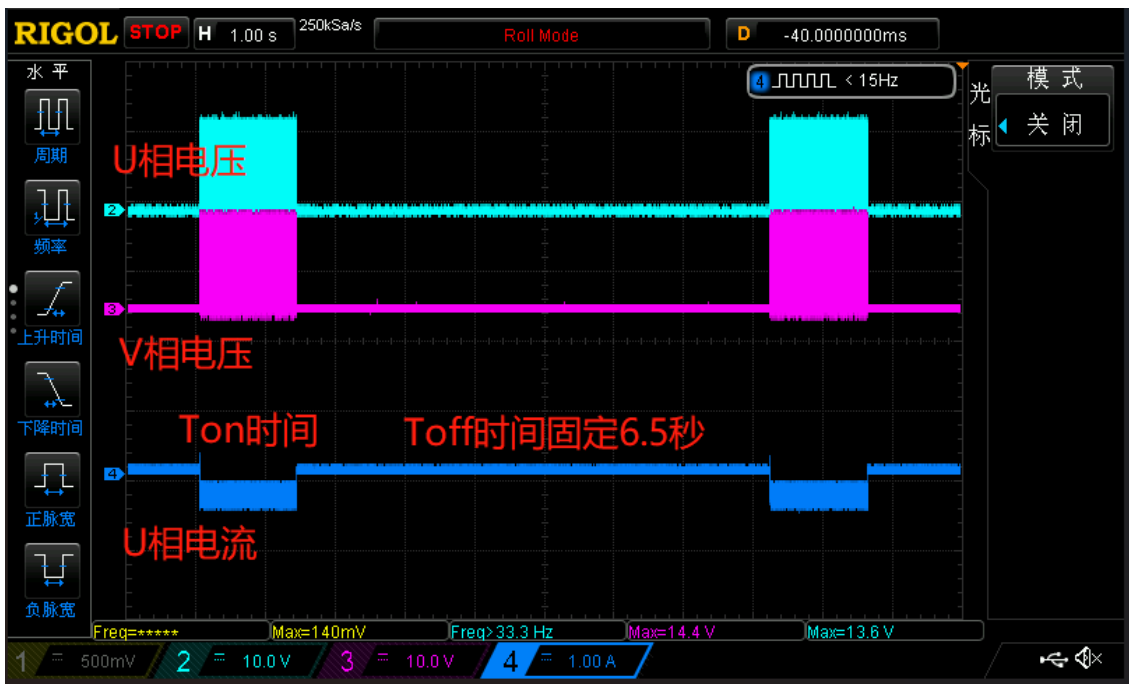 RIGOL STOP H 1.00 s 250kSa/s Roll Mode D -40.0000000ms
水平
4 < 15Hz
模式
光标
关闭
周期
U相电压
2
频率
3
上升时间
V相电压
下降时间
Ton时间 Toff时间固定6.5秒
4
正脉宽
U相电流
负脉宽
Freq=***** Max=140mV Freq>33.3 Hz Max=14.4 V Max=13.6 V
1 500mV 2 10.0 V 3 10.0 V 4 1.00 A